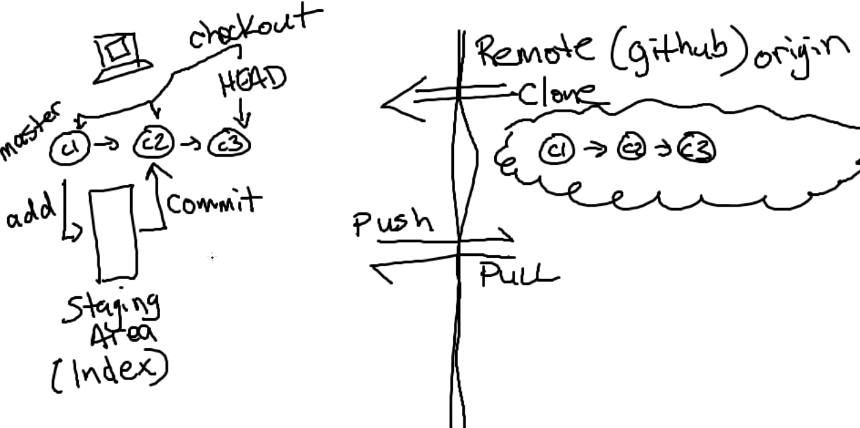 checkout
HEAD
master
c1 c2 c3
add
commit
Staging
Area
(Index)
Remote (github) origin
Clone
c1 c2 c3
Push
PULL